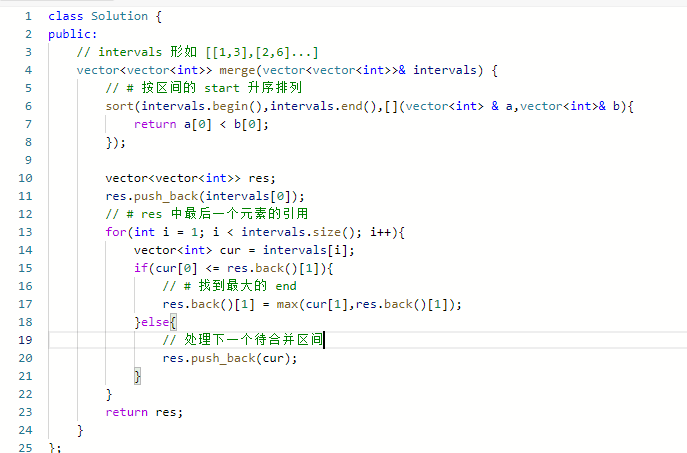 1 class Solution {
2 public:
3     // intervals 形如 [[1,3],[2,6]...]
4     vector<vector<int>> merge(vector<vector<int>>& intervals) {
5         // # 按区间的 start 升序排列
6         sort(intervals.begin(),intervals.end(),[](vector<int> & a,vector<int>& b){
7             return a[0] < b[0];
8         });
9
10         vector<vector<int>> res;
11         res.push_back(intervals[0]);
12         // # res 中最后一个元素的引用
13         for(int i = 1; i < intervals.size(); i++){
14             vector<int> cur = intervals[i];
15             if(cur[0] <= res.back()[1]){
16                 // # 找到最大的 end
17                 res.back()[1] = max(cur[1],res.back()[1]);
18             }else{
19                 // 处理下一个待合并区间
20                 res.push_back(cur);
21             }
22         }
23         return res;
24     }
25 };